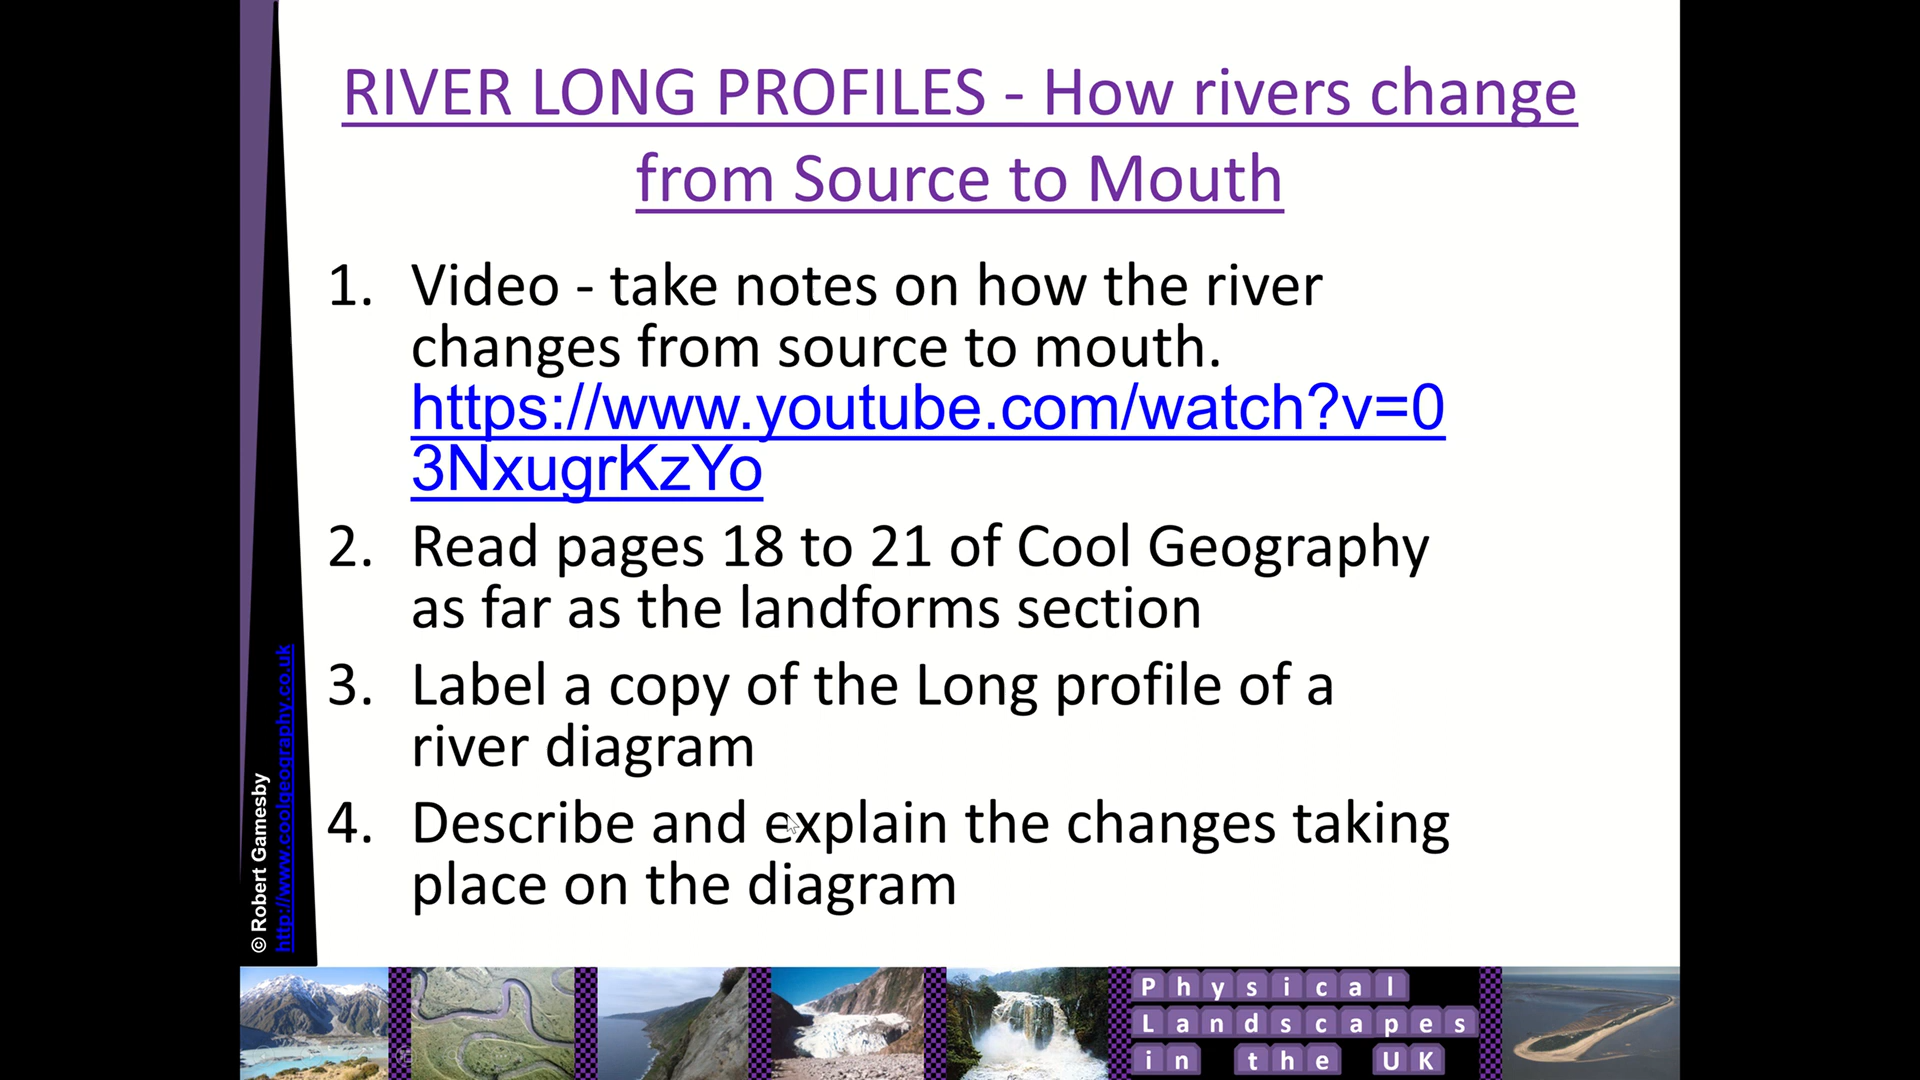 RIVER LONG PROFILES - How rivers change
from Source to Mouth
1. Video - take notes on how the river
changes from source to mouth.
https://www.youtube.com/watch?v=0
3NxugrKzYo
2. Read pages 18 to 21 of Cool Geography
as far as the landforms section
3. Label a copy of the Long profile of a
river diagram
4. Describe and explain the changes taking
place on the diagram
© Robert Gamesby
http://www.coolgeography.co.uk
Physical
Landscapes
in the UK